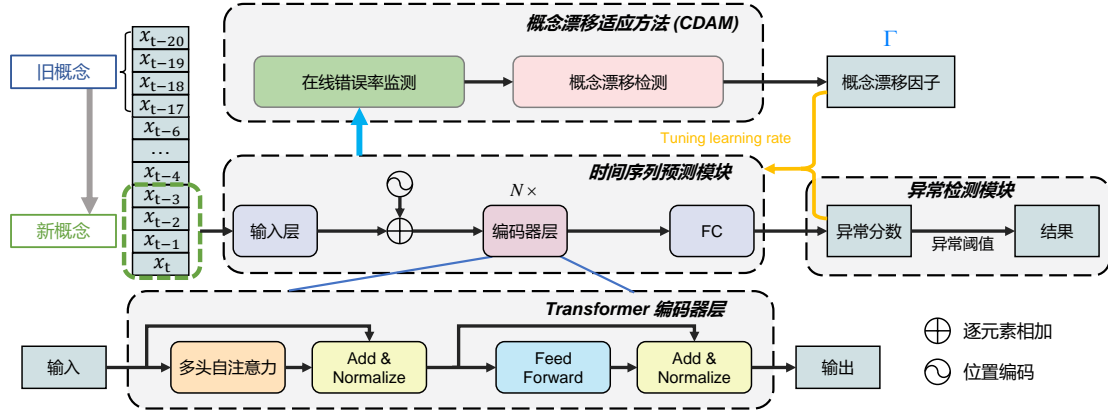 概念漂移适应方法 (CDAM)
x_{t−20}
x_{t−19}
x_{t−18}
x_{t−17}
x_{t−6}
...
x_{t−4}
x_{t−3}
x_{t−2}
x_{t−1}
x_t
旧概念
新概念
在线错误率监测
概念漂移检测
Γ
概念漂移因子
Tuning learning rate
时间序列预测模块
N ×
输入层
编码器层
FC
异常检测模块
异常分数
异常阈值
结果
Transformer 编码器层
输入
多头自注意力
Add &
Normalize
Feed
Forward
Add &
Normalize
输出
逐元素相加
位置编码